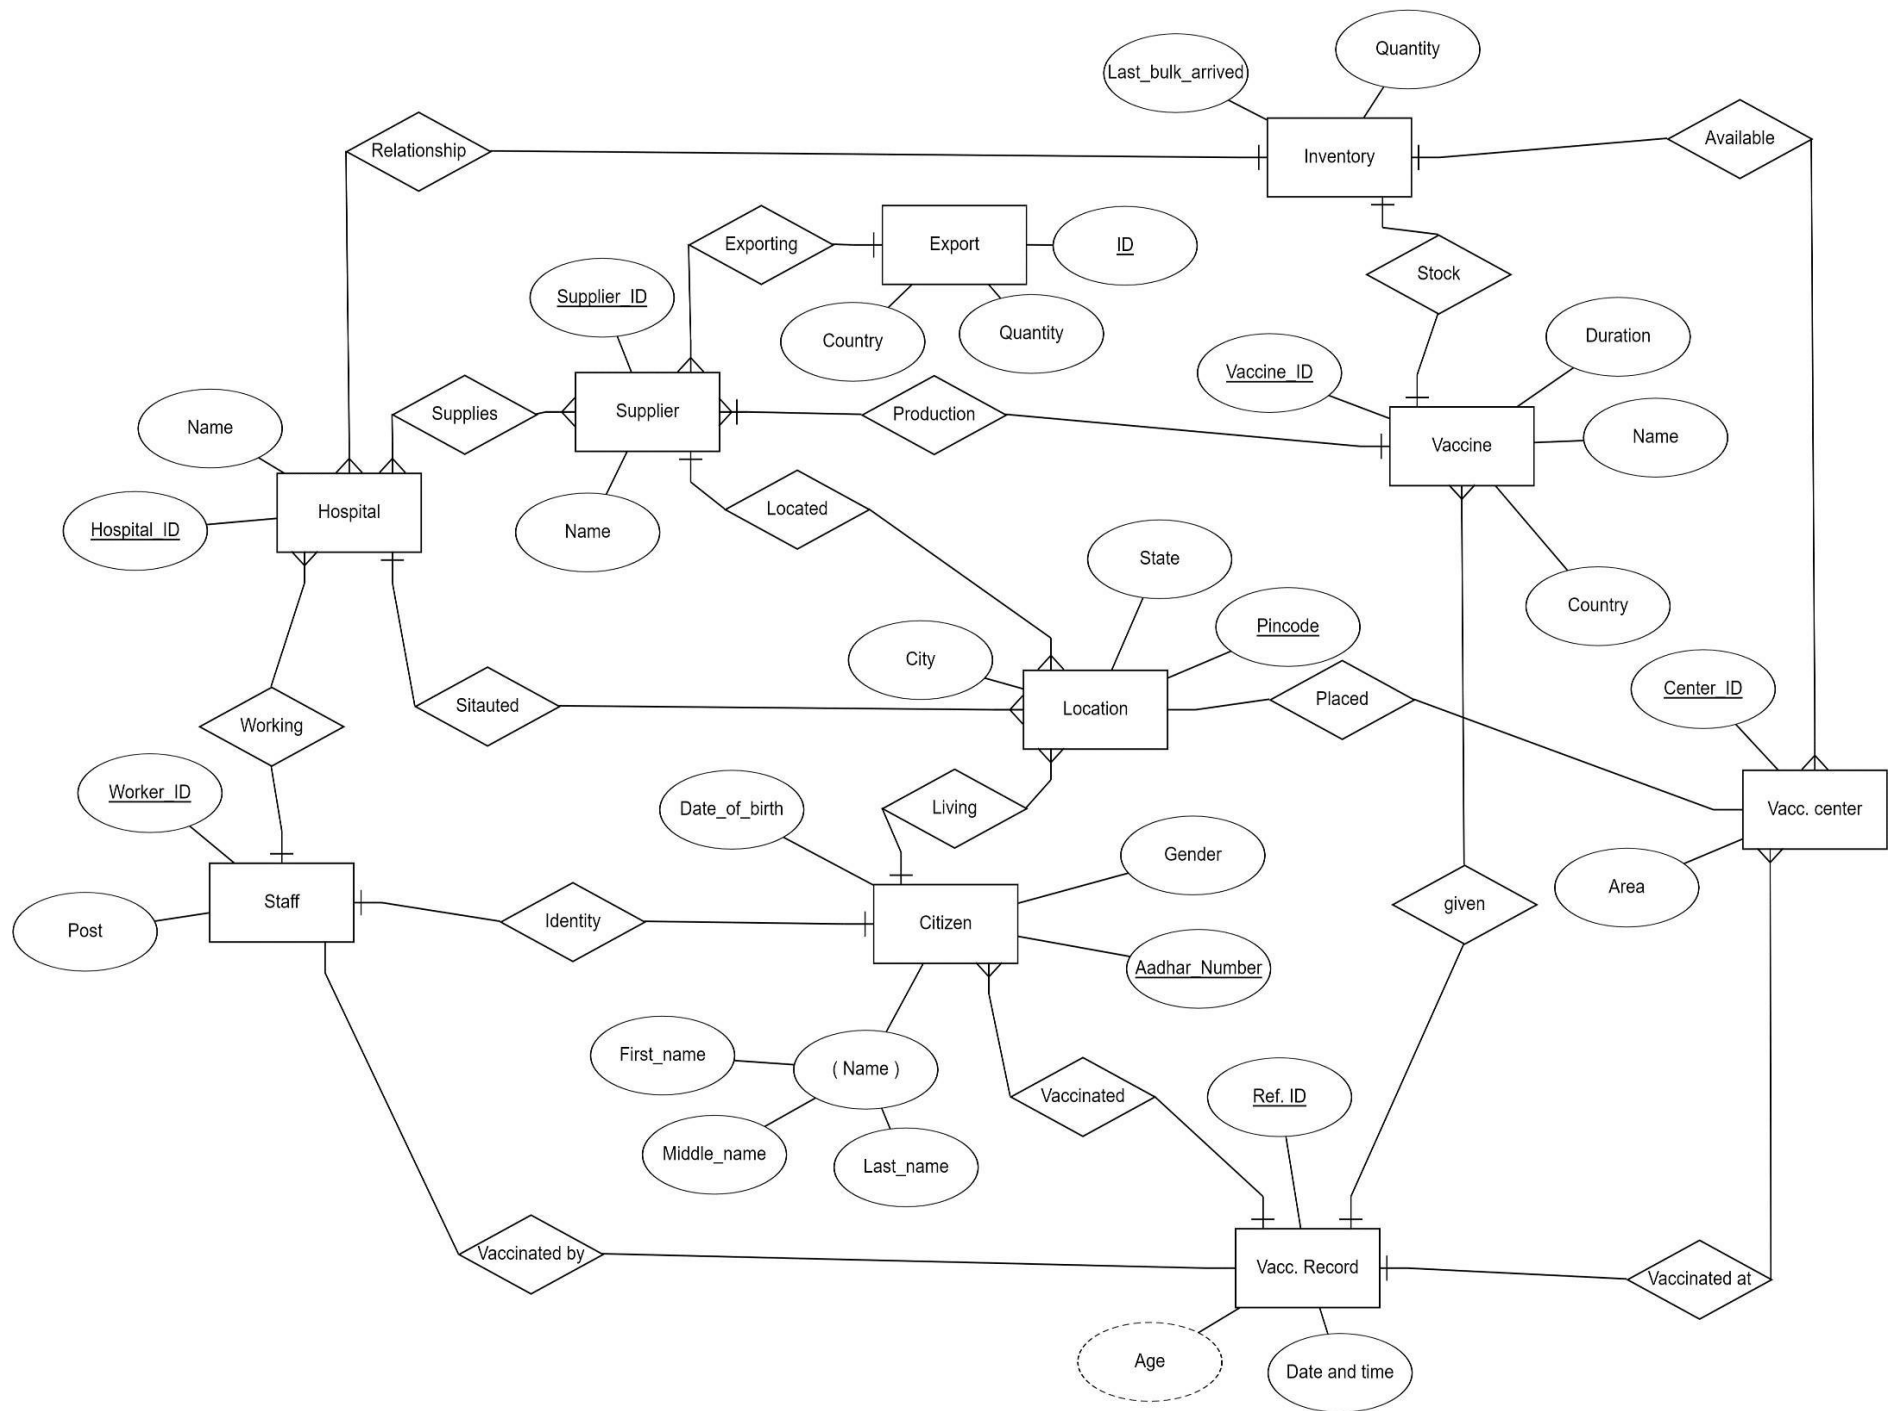 Quantity
Last_bulk_arrived
Available
Relationship
Inventory
Exporting
Export
ID
Stock
Supplier_ID
Country
Quantity
Duration
Vaccine_ID
Supplies
Supplier
Production
Name
Name
Vaccine
Hospital
Located
Hospital_ID
Name
State
Country
Pincode
City
Center_ID
Sitauted
Location
Placed
Working
Worker_ID
Date_of_birth
Living
Vacc. center
Gender
Area
Staff
given
Post
Identity
Citizen
Aadhar_Number
First_name
( Name )
Vaccinated
Ref. ID
Middle_name
Last_name
Vaccinated by
Vacc. Record
Vaccinated at
Age
Date and time